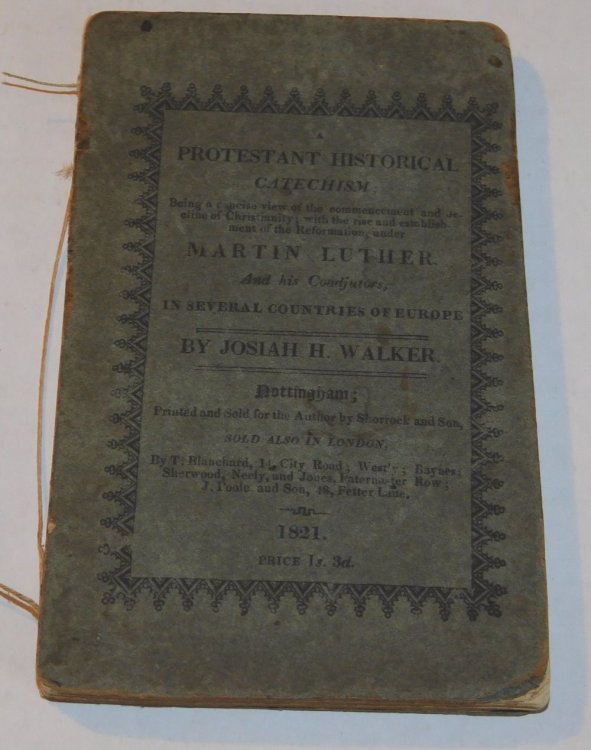 A
PROTESTANT HISTORICAL
CATECHISM;
Being a concise view of the commencement and de-
cline of Christianity; with the rise and establish-
ment of the Reformation, under
MARTIN LUTHER.
And his Coadjutors,
IN SEVERAL COUNTRIES OF EUROPE
BY JOSIAH H. WALKER.
Nottingham;
Printed and Sold for the Author by Shorrock and Son,
SOLD ALSO IN LONDON,
By T. Blanchard, 14, City Road; West'y; Baynes;
Sherwood, Neely, and Jones, Paternoster Row;
J. Poole and Son, 48, Fetter Lane.
1821.
PRICE 1s. 3d.